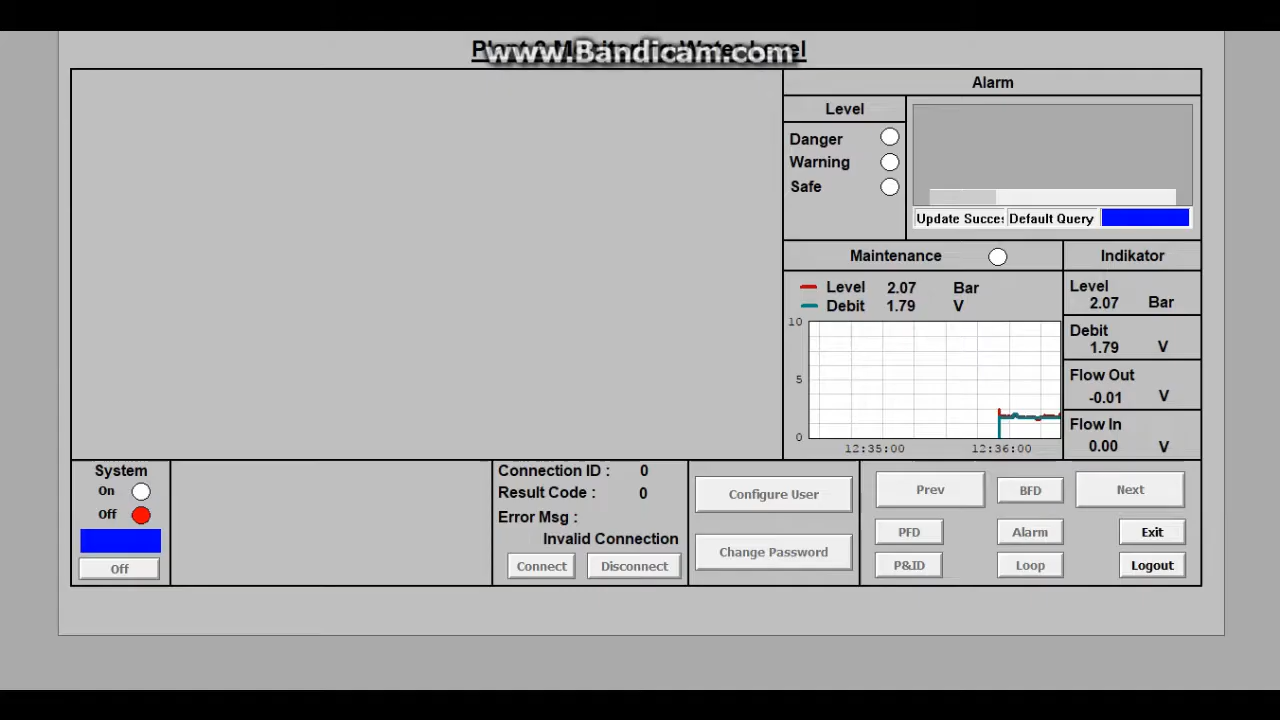 Plant 
www.Bandicam.com
Alarm
Level
Danger
Warning
Safe
Update Succes
Default Query
Maintenance
Indikator
Level 2.07 Bar
Debit 1.79 V
10
5
0
12:35:00 12:36:00
Level
2.07 Bar
Debit
1.79 V
Flow Out
-0.01 V
Flow In
0.00 V
System
On
Off
Off
Connection ID : 0
Result Code : 0
Error Msg :
Invalid Connection
Connect Disconnect
Configure User
Change Password
Prev BFD Next
PFD Alarm Exit
P&ID Loop Logout